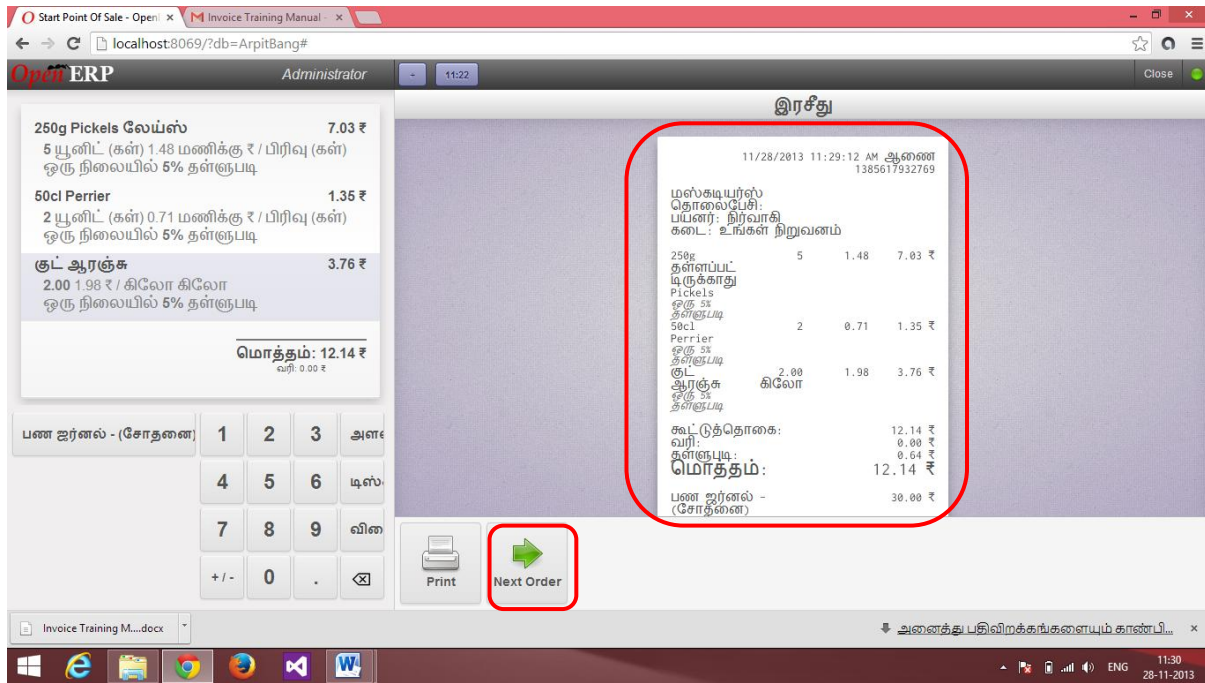 Start Point Of Sale - Open
Invoice Training Manual -
localhost:8069/?db=ArpitBang#
Open ERP
Administrator
-
11:22
Close
250g Pickels லேய்ஸ் 7.03 ₹
5 யூனிட் (கள்) 1.48 மணிக்கு ₹ / பிரிவு (கள்)
ஒரு நிலையில் 5% தள்ளுபடி
50cl Perrier 1.35 ₹
2 யூனிட் (கள்) 0.71 மணிக்கு ₹ / பிரிவு (கள்)
ஒரு நிலையில் 5% தள்ளுபடி
குட் ஆரஞ்சு 3.76 ₹
2.00 1.98 ₹ / கிலோ கிலோ
ஒரு நிலையில் 5% தள்ளுபடி
மொத்தம்: 12.14 ₹
வரி: 0.00 ₹
பண ஜர்னல் - (சோதனை)
1 2 3
4 5 6
7 8 9
+ / - 0 .
இரசீது
11/28/2013 11:29:12 AM ஆணை
1385617932769
மஸ்கடியர்ஸ்
தொலைபேசி:
பயனர்: நிர்வாகி
கடை: உங்கள் நிறுவனம்
250g 5 1.48 7.03 ₹
தள்ளப்பட்
டிருக்காது
Pickels
ஒரு 5%
தள்ளுபடி
50cl 2 0.71 1.35 ₹
Perrier
ஒரு 5%
தள்ளுபடி
குட் 2.00 1.98 3.76 ₹
ஆரஞ்சு கிலோ
ஒரு 5%
தள்ளுபடி
கூட்டுத்தொகை: 12.14 ₹
வரி: 0.00 ₹
தள்ளுபுடி: 0.64 ₹
மொத்தம்: 12.14 ₹
பண ஜர்னல் - 30.00 ₹
(சோதனை)
Print
Next Order
Invoice Training M....docx
அனைத்து பதிவிறக்கங்களையும் காண்பி...
ENG
11:30
28-11-2013